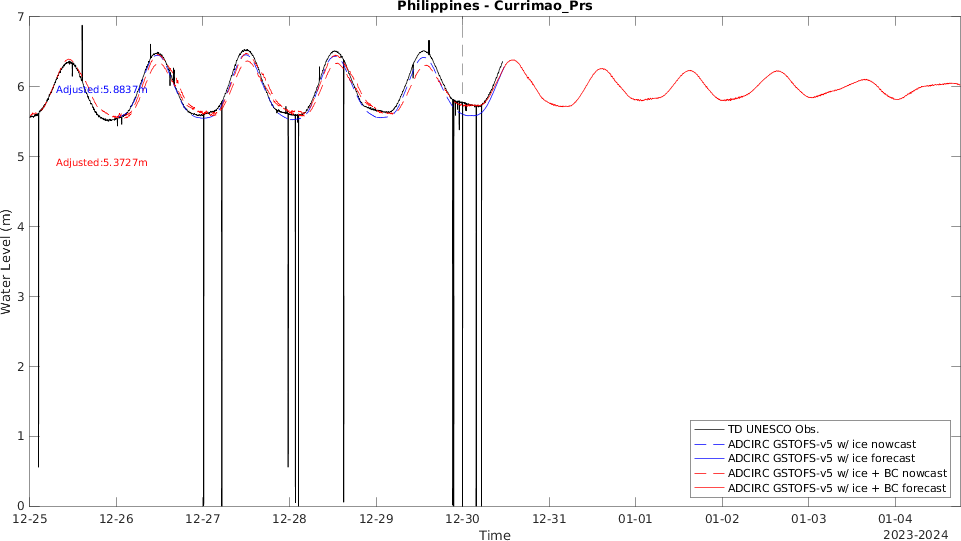 Philippines - Currimao_Prs
7
6
5
4
3
2
1
0
Water Level (m)
Adjusted:5.8837m
Adjusted:5.3727m
TD UNESCO Obs.
ADCIRC GSTOFS-v5 w/ ice nowcast
ADCIRC GSTOFS-v5 w/ ice forecast
ADCIRC GSTOFS-v5 w/ ice + BC nowcast
ADCIRC GSTOFS-v5 w/ ice + BC forecast
12-25 12-26 12-27 12-28 12-29 12-30 12-31 01-01 01-02 01-03 01-04
Time
2023-2024